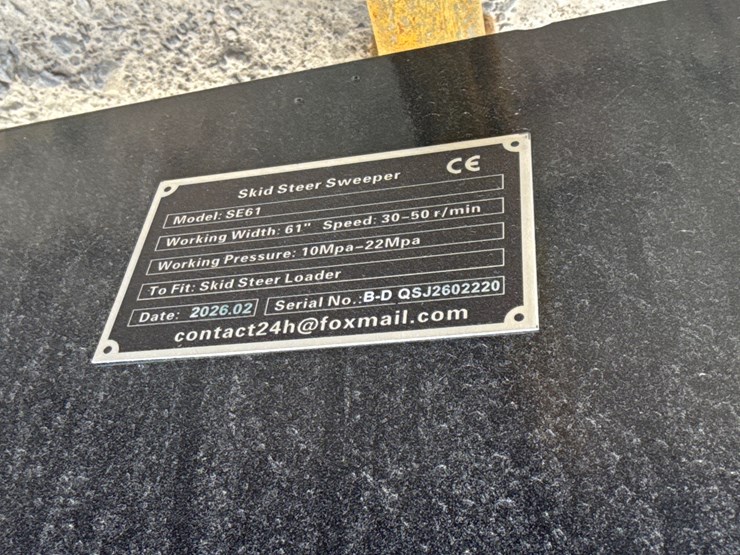 Skid Steer Sweeper CE
Model: SE61
Working Width: 61" Speed: 30-50 r/min
Working Pressure: 10Mpa-22Mpa
To Fit: Skid Steer Loader
Date: 2026.02 Serial No.:B-D QSJ2602220
contact24h@foxmail.com